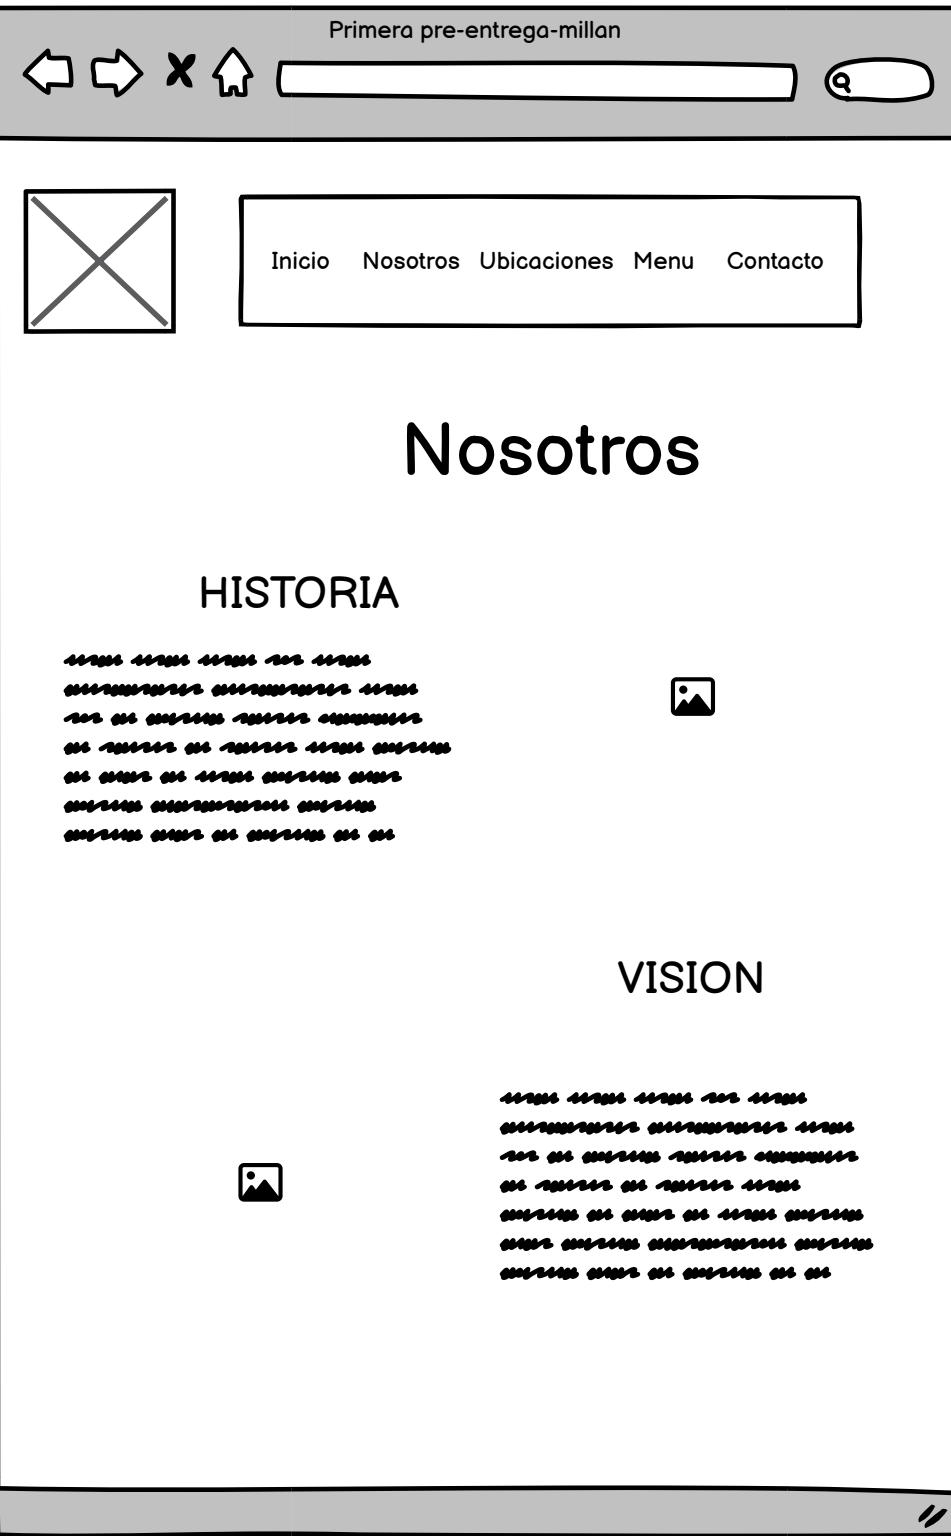 Primera pre-entrega-millan
Inicio Nosotros Ubicaciones Menu Contacto
Nosotros
HISTORIA
VISION